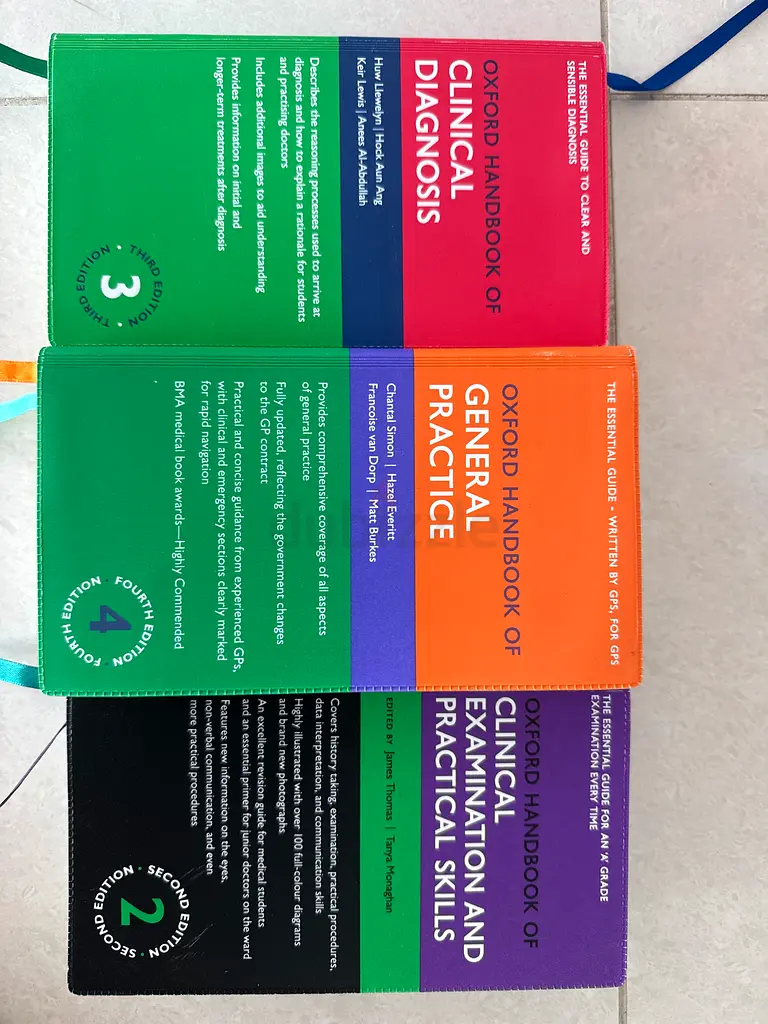 THE ESSENTIAL GUIDE TO CLEAR AND
SENSIBLE DIAGNOSIS
OXFORD HANDBOOK OF
CLINICAL
DIAGNOSIS
Huw Llewelyn | Hock Aun Ang
Keir Lewis | Anees Al-Abdullah
Describes the reasoning processes used to arrive at
diagnosis and how to explain a rationale for students
and practising doctors
Includes additional images to aid understanding
Provides information on initial and
longer-term treatments after diagnosis
THIRD EDITION • THIRD EDITION •
3
THE ESSENTIAL GUIDE - WRITTEN BY GPS, FOR GPS
OXFORD HANDBOOK OF
GENERAL
PRACTICE
Chantal Simon | Hazel Everitt
Francoise van Dorp | Matt Burkes
Provides comprehensive coverage of all aspects
of general practice
Fully updated, reflecting the government changes
to the GP contract
Practical and concise guidance from experienced GPs,
with clinical and emergency sections clearly marked
for rapid navigation
BMA medical book awards—Highly Commended
FOURTH EDITION • FOURTH EDITION •
4
THE ESSENTIAL GUIDE FOR AN 'A' GRADE
EXAMINATION EVERY TIME
OXFORD HANDBOOK OF
CLINICAL
EXAMINATION AND
PRACTICAL SKILLS
EDITED BY James Thomas | Tanya Monaghan
Covers history taking, examination, practical procedures,
data interpretation, and communication skills
Highly illustrated with over 100 full-colour diagrams
and brand new photographs
An excellent revision guide for medical students
and an essential primer for junior doctors on the ward
Features new information on the eyes,
non-verbal communication, and even
more practical procedures
SECOND EDITION • SECOND EDITION •
2
dubizzle